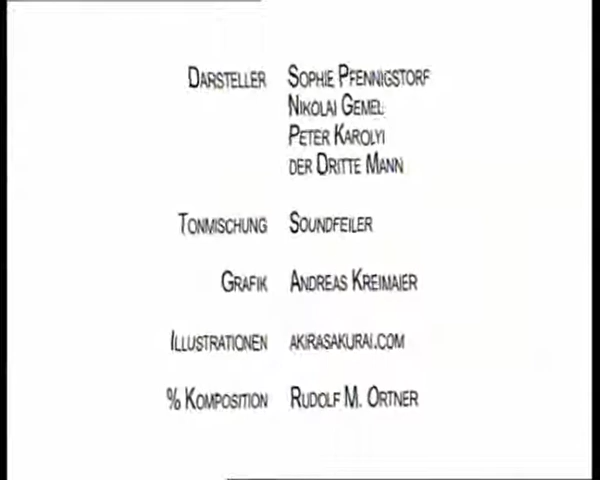 Darsteller Sophie Pfennigstorf
Nikolai Gemel
Peter Karolyi
der Dritte Mann
Tonmischung Soundfeiler
Grafik Andreas Kreimaier
Illustrationen akirasakurai.com
% Komposition Rudolf M. Ortner